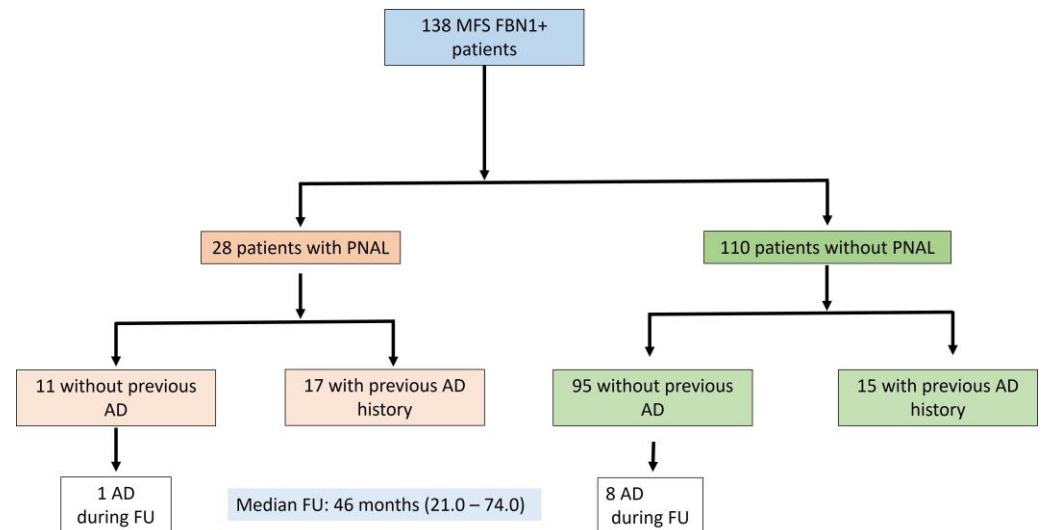 138 MFS FBN1+
patients
28 patients with PNAL
110 patients without PNAL
11 without previous
AD
17 with previous AD
history
95 without previous
AD
15 with previous AD
history
1 AD
during FU
Median FU: 46 months (21.0 – 74.0)
8 AD
during FU